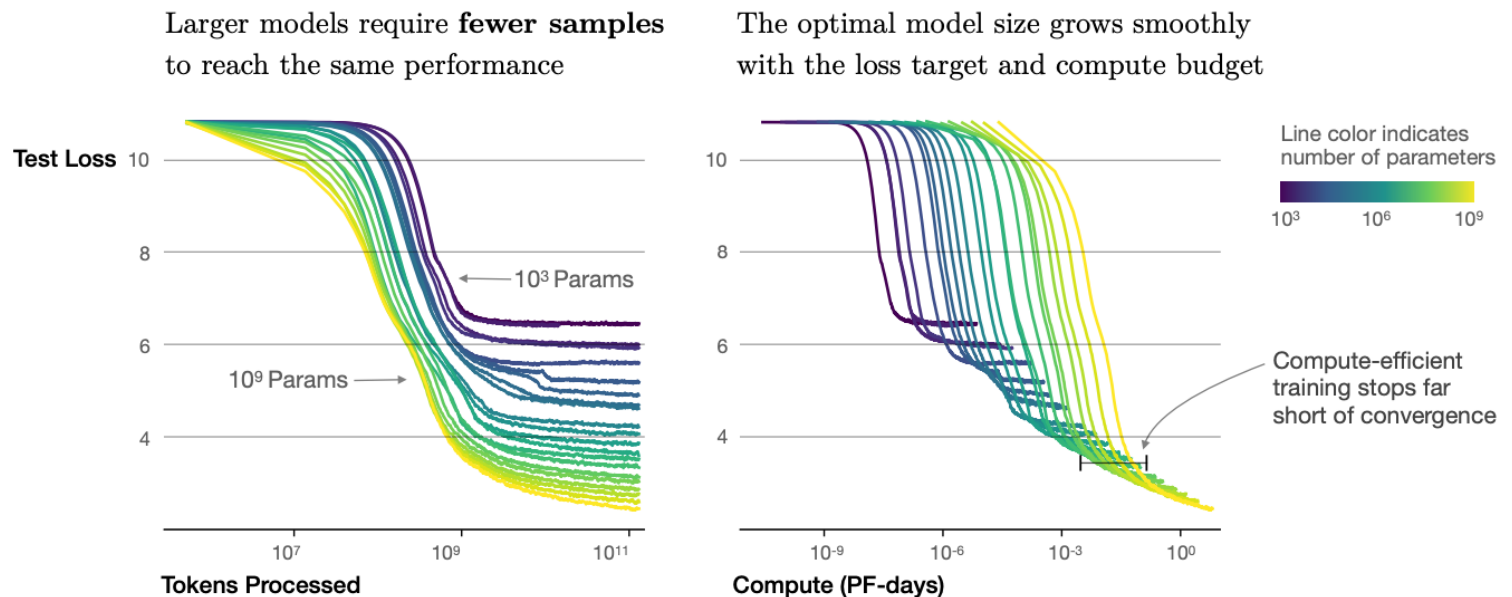 Larger models require fewer samples
to reach the same performance
The optimal model size grows smoothly
with the loss target and compute budget
Test Loss
10
8
6
4
10³ Params
10⁹ Params
10⁷
10⁹
10¹¹
Tokens Processed
10
8
6
4
10⁻⁹
10⁻⁶
10⁻³
10⁰
Compute (PF-days)
Line color indicates
number of parameters
10³
10⁶
10⁹
Compute-efficient
training stops far
short of convergence